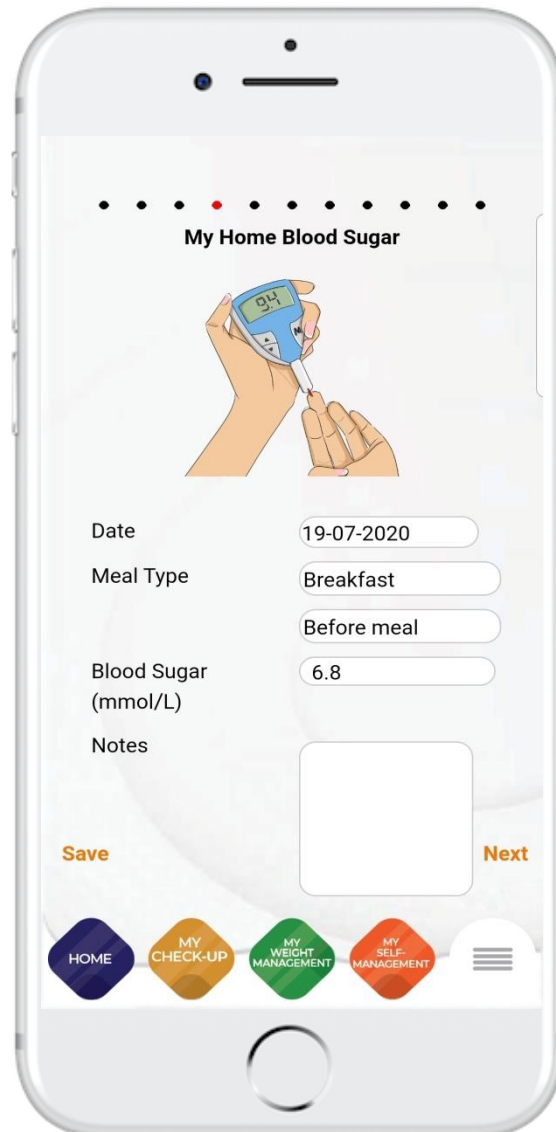 My Home Blood Sugar
9.4
M
Date
19-07-2020
Meal Type
Breakfast
Before meal
Blood Sugar
(mmol/L)
6.8
Notes
Save
Next
HOME
MY
CHECK-UP
MY
WEIGHT
MANAGEMENT
MY
SELF-
MANAGEMENT